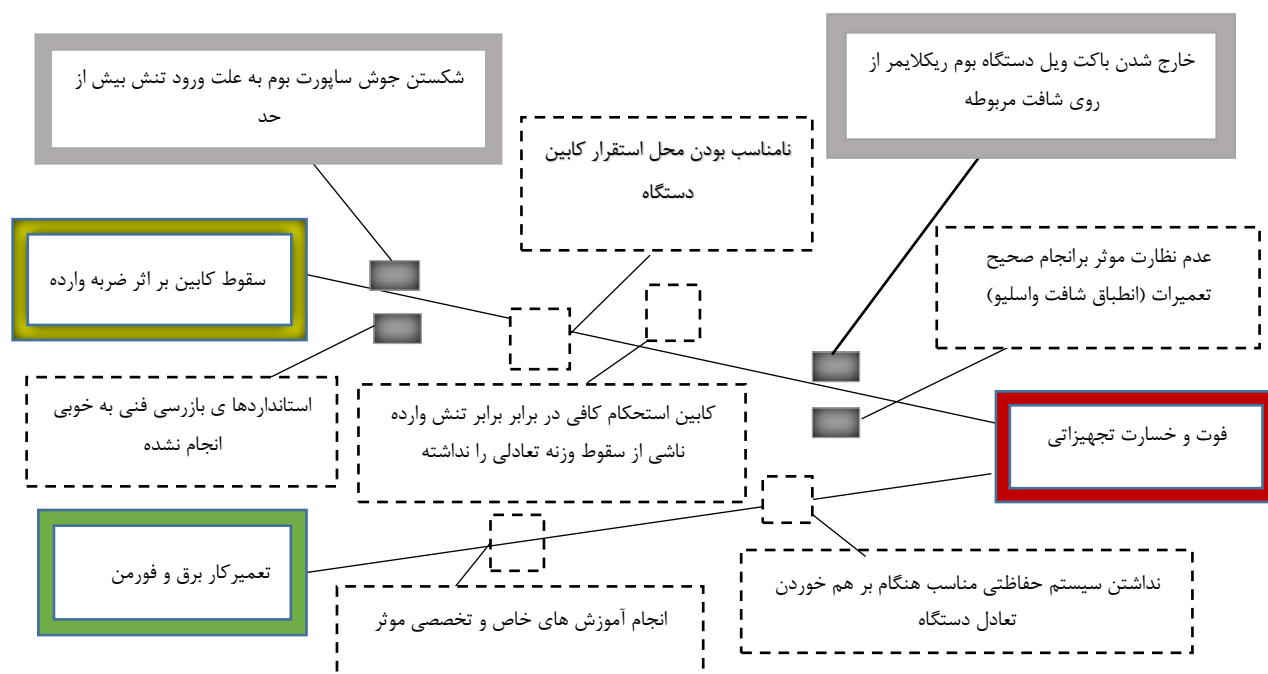 شکستن جوش ساپورت بوم به علت ورود تنش بیش از
حد
خارج شدن باکت ویل دستگاه بوم ریکلایمر از
روی شافت مربوطه
نامناسب بودن محل استقرار کابین
دستگاه
عدم نظارت موثر برانجام صحیح
تعمیرات (انطباق شافت واسلیو)
سقوط کابین بر اثر ضربه وارده
استانداردها ی بازرسی فنی به خوبی
انجام نشده
کابین استحکام کافی در برابر برابر تنش وارده
ناشی از سقوط وزنه تعادلی را نداشته
فوت و خسارت تجهیزاتی
تعمیرکار برق و فورمن
انجام آموزش های خاص و تخصصی موثر
نداشتن سیستم حفاظتی مناسب هنگام بر هم خوردن
تعادل دستگاه